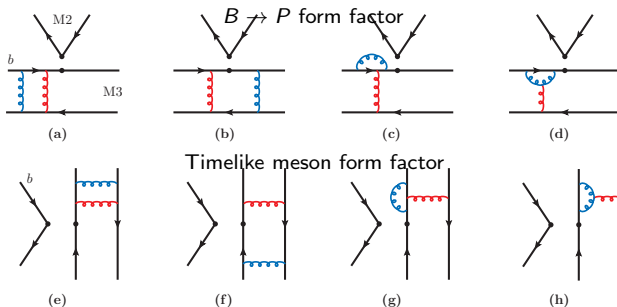 B → P form factor
M2
b
M3
(a) (b) (c) (d)
Timelike meson form factor
b
(e) (f) (g) (h)